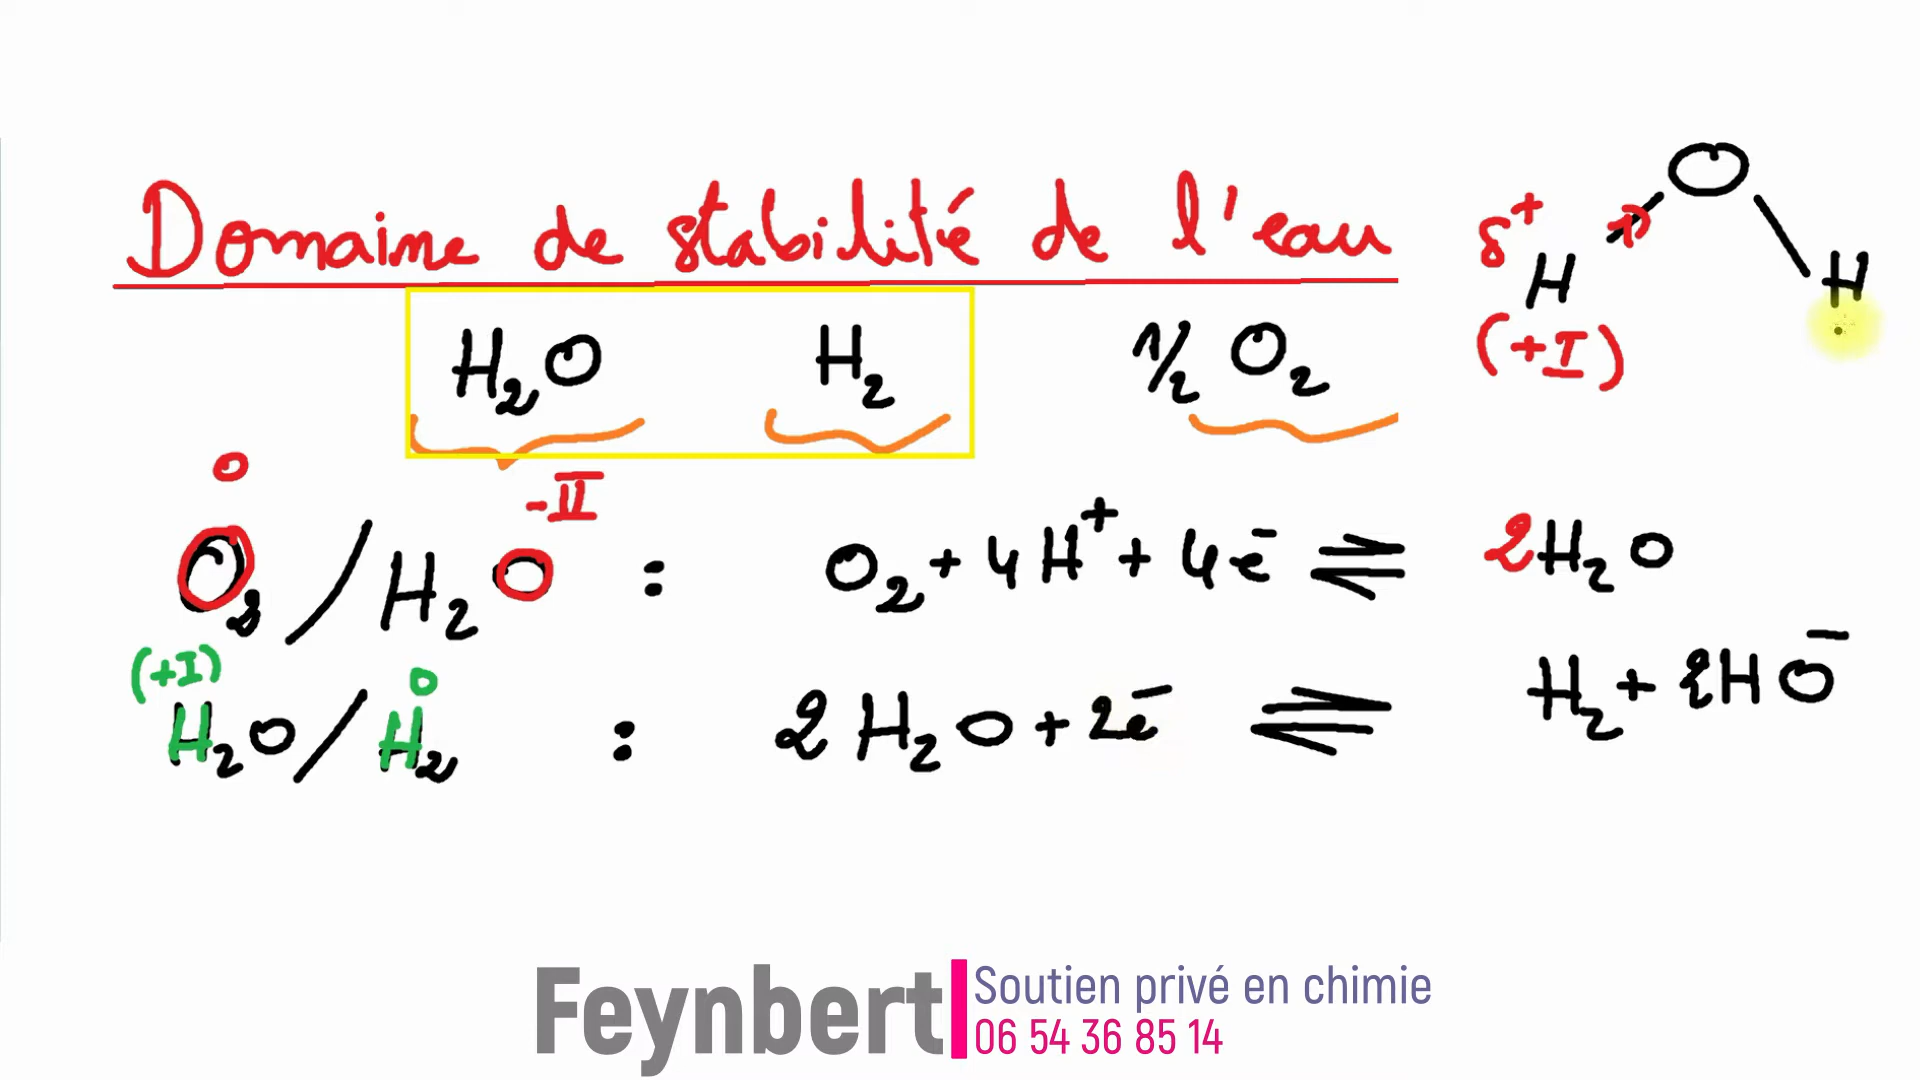 Domaine de stabilité de l'eau
δ⁺ H O H
(+I)
H₂O H₂ 1/2 O₂
0 -II
O₂ / H₂O : O₂ + 4H⁺ + 4e⁻ ⇌ 2H₂O
(+I) 0
H₂O / H₂ : 2H₂O + 2e⁻ ⇌ H₂ + 2HO⁻
Feynbert
Soutien privé en chimie
06 54 36 85 14